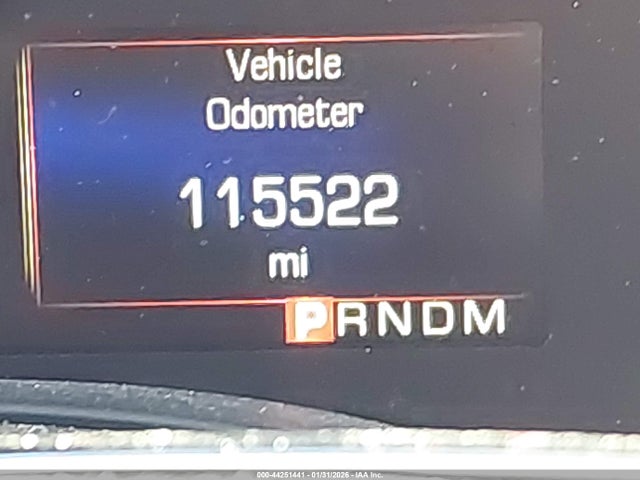 Vehicle
Odometer
115522
mi
PRNDM
000-44251441 - 01/31/2026 - IAA Inc.